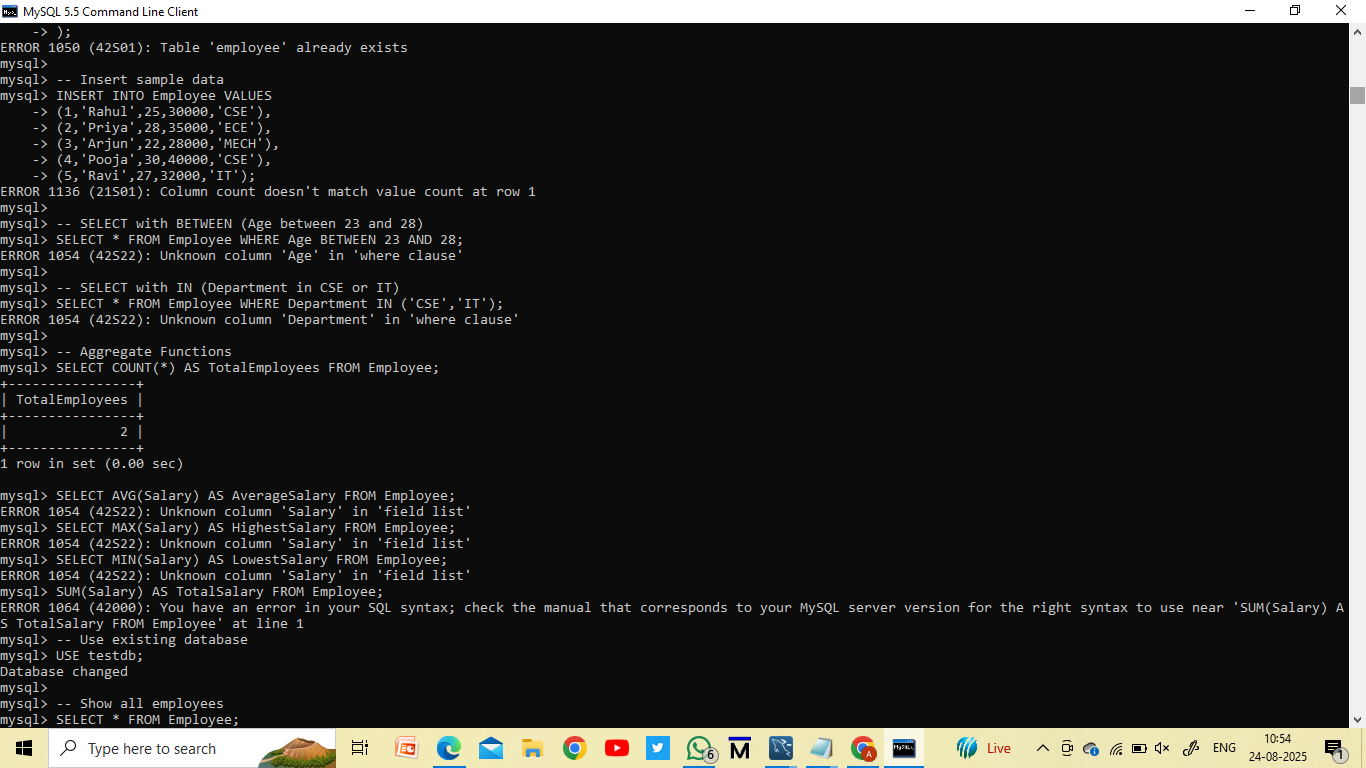 MySQL 5.5 Command Line Client
    -> );
ERROR 1050 (42S01): Table 'employee' already exists
mysql>
mysql> -- Insert sample data
mysql> INSERT INTO Employee VALUES
    -> (1,'Rahul',25,30000,'CSE'),
    -> (2,'Priya',28,35000,'ECE'),
    -> (3,'Arjun',22,28000,'MECH'),
    -> (4,'Pooja',30,40000,'CSE'),
    -> (5,'Ravi',27,32000,'IT');
ERROR 1136 (21S01): Column count doesn't match value count at row 1
mysql>
mysql> -- SELECT with BETWEEN (Age between 23 and 28)
mysql> SELECT * FROM Employee WHERE Age BETWEEN 23 AND 28;
ERROR 1054 (42S22): Unknown column 'Age' in 'where clause'
mysql>
mysql> -- SELECT with IN (Department in CSE or IT)
mysql> SELECT * FROM Employee WHERE Department IN ('CSE','IT');
ERROR 1054 (42S22): Unknown column 'Department' in 'where clause'
mysql>
mysql> -- Aggregate Functions
mysql> SELECT COUNT(*) AS TotalEmployees FROM Employee;
+----------------+
| TotalEmployees |
+----------------+
|              2 |
+----------------+
1 row in set (0.00 sec)
mysql> SELECT AVG(Salary) AS AverageSalary FROM Employee;
ERROR 1054 (42S22): Unknown column 'Salary' in 'field list'
mysql> SELECT MAX(Salary) AS HighestSalary FROM Employee;
ERROR 1054 (42S22): Unknown column 'Salary' in 'field list'
mysql> SELECT MIN(Salary) AS LowestSalary FROM Employee;
ERROR 1054 (42S22): Unknown column 'Salary' in 'field list'
mysql> SUM(Salary) AS TotalSalary FROM Employee;
ERROR 1064 (42000): You have an error in your SQL syntax; check the manual that corresponds to your MySQL server version for the right syntax to use near 'SUM(Salary) A
S TotalSalary FROM Employee' at line 1
mysql> -- Use existing database
mysql> USE testdb;
Database changed
mysql>
mysql> -- Show all employees
mysql> SELECT * FROM Employee;
Type here to search
6
M
A
MySQL
Live
ENG
10:54
24-08-2025
1